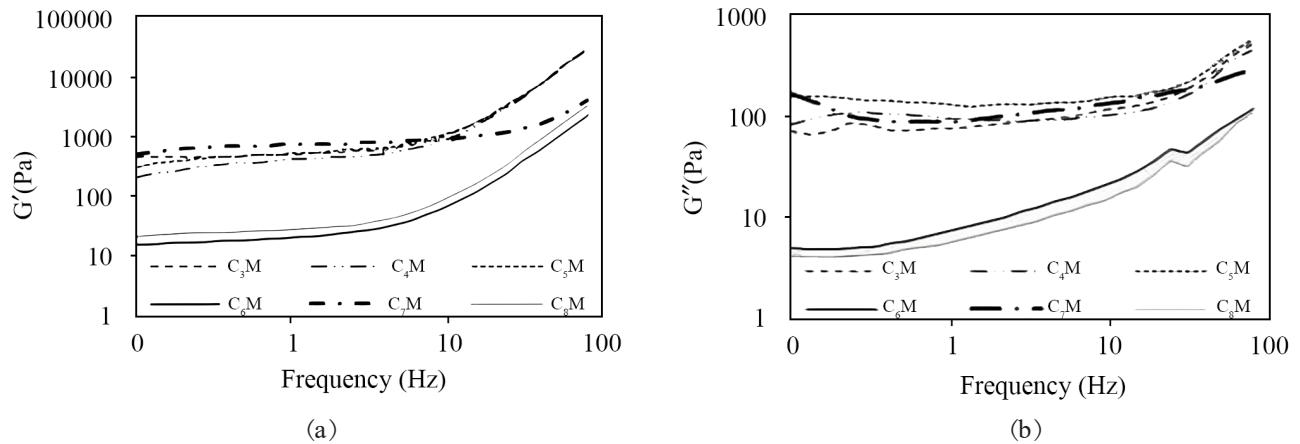 100000
10000
1000
100
10
1
G′(Pa)
C₃M C₄M C₅M
C₆M C₇M C₈M
0 1 10 100
Frequency (Hz)
(a)
1000
100
10
1
G″(Pa)
C₃M C₄M C₅M
C₆M C₇M C₈M
0 1 10 100
Frequency (Hz)
(b)